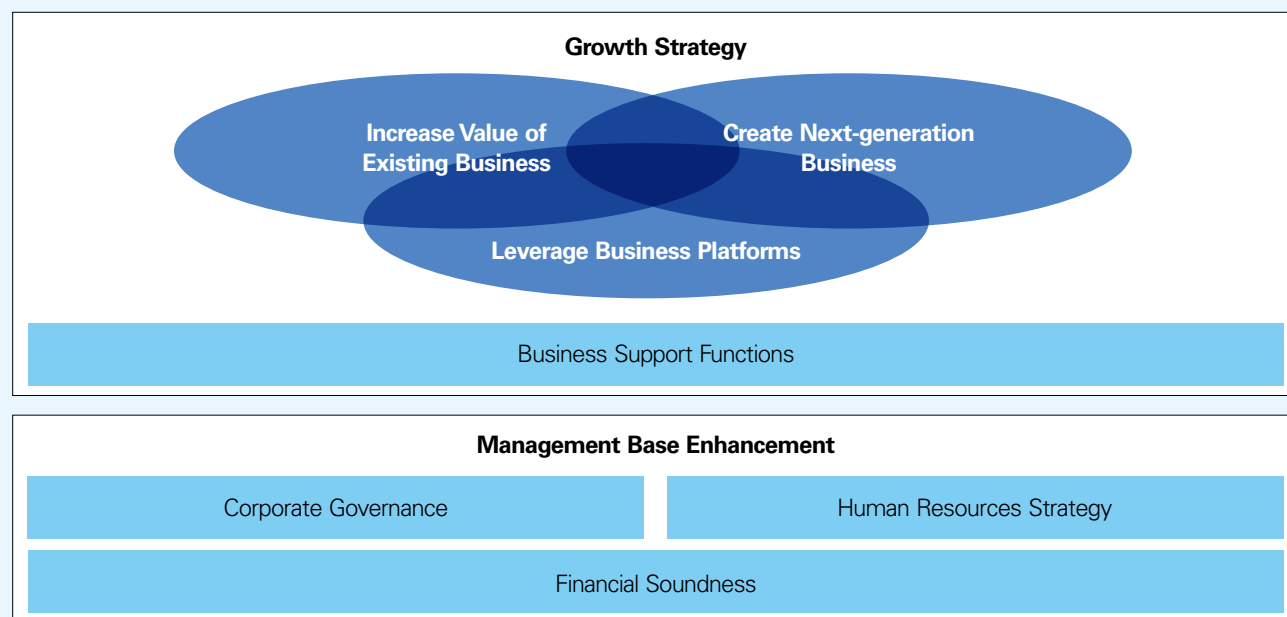 Growth Strategy
Increase Value of
Existing Business
Create Next-generation
Business
Leverage Business Platforms
Business Support Functions
Management Base Enhancement
Corporate Governance
Human Resources Strategy
Financial Soundness